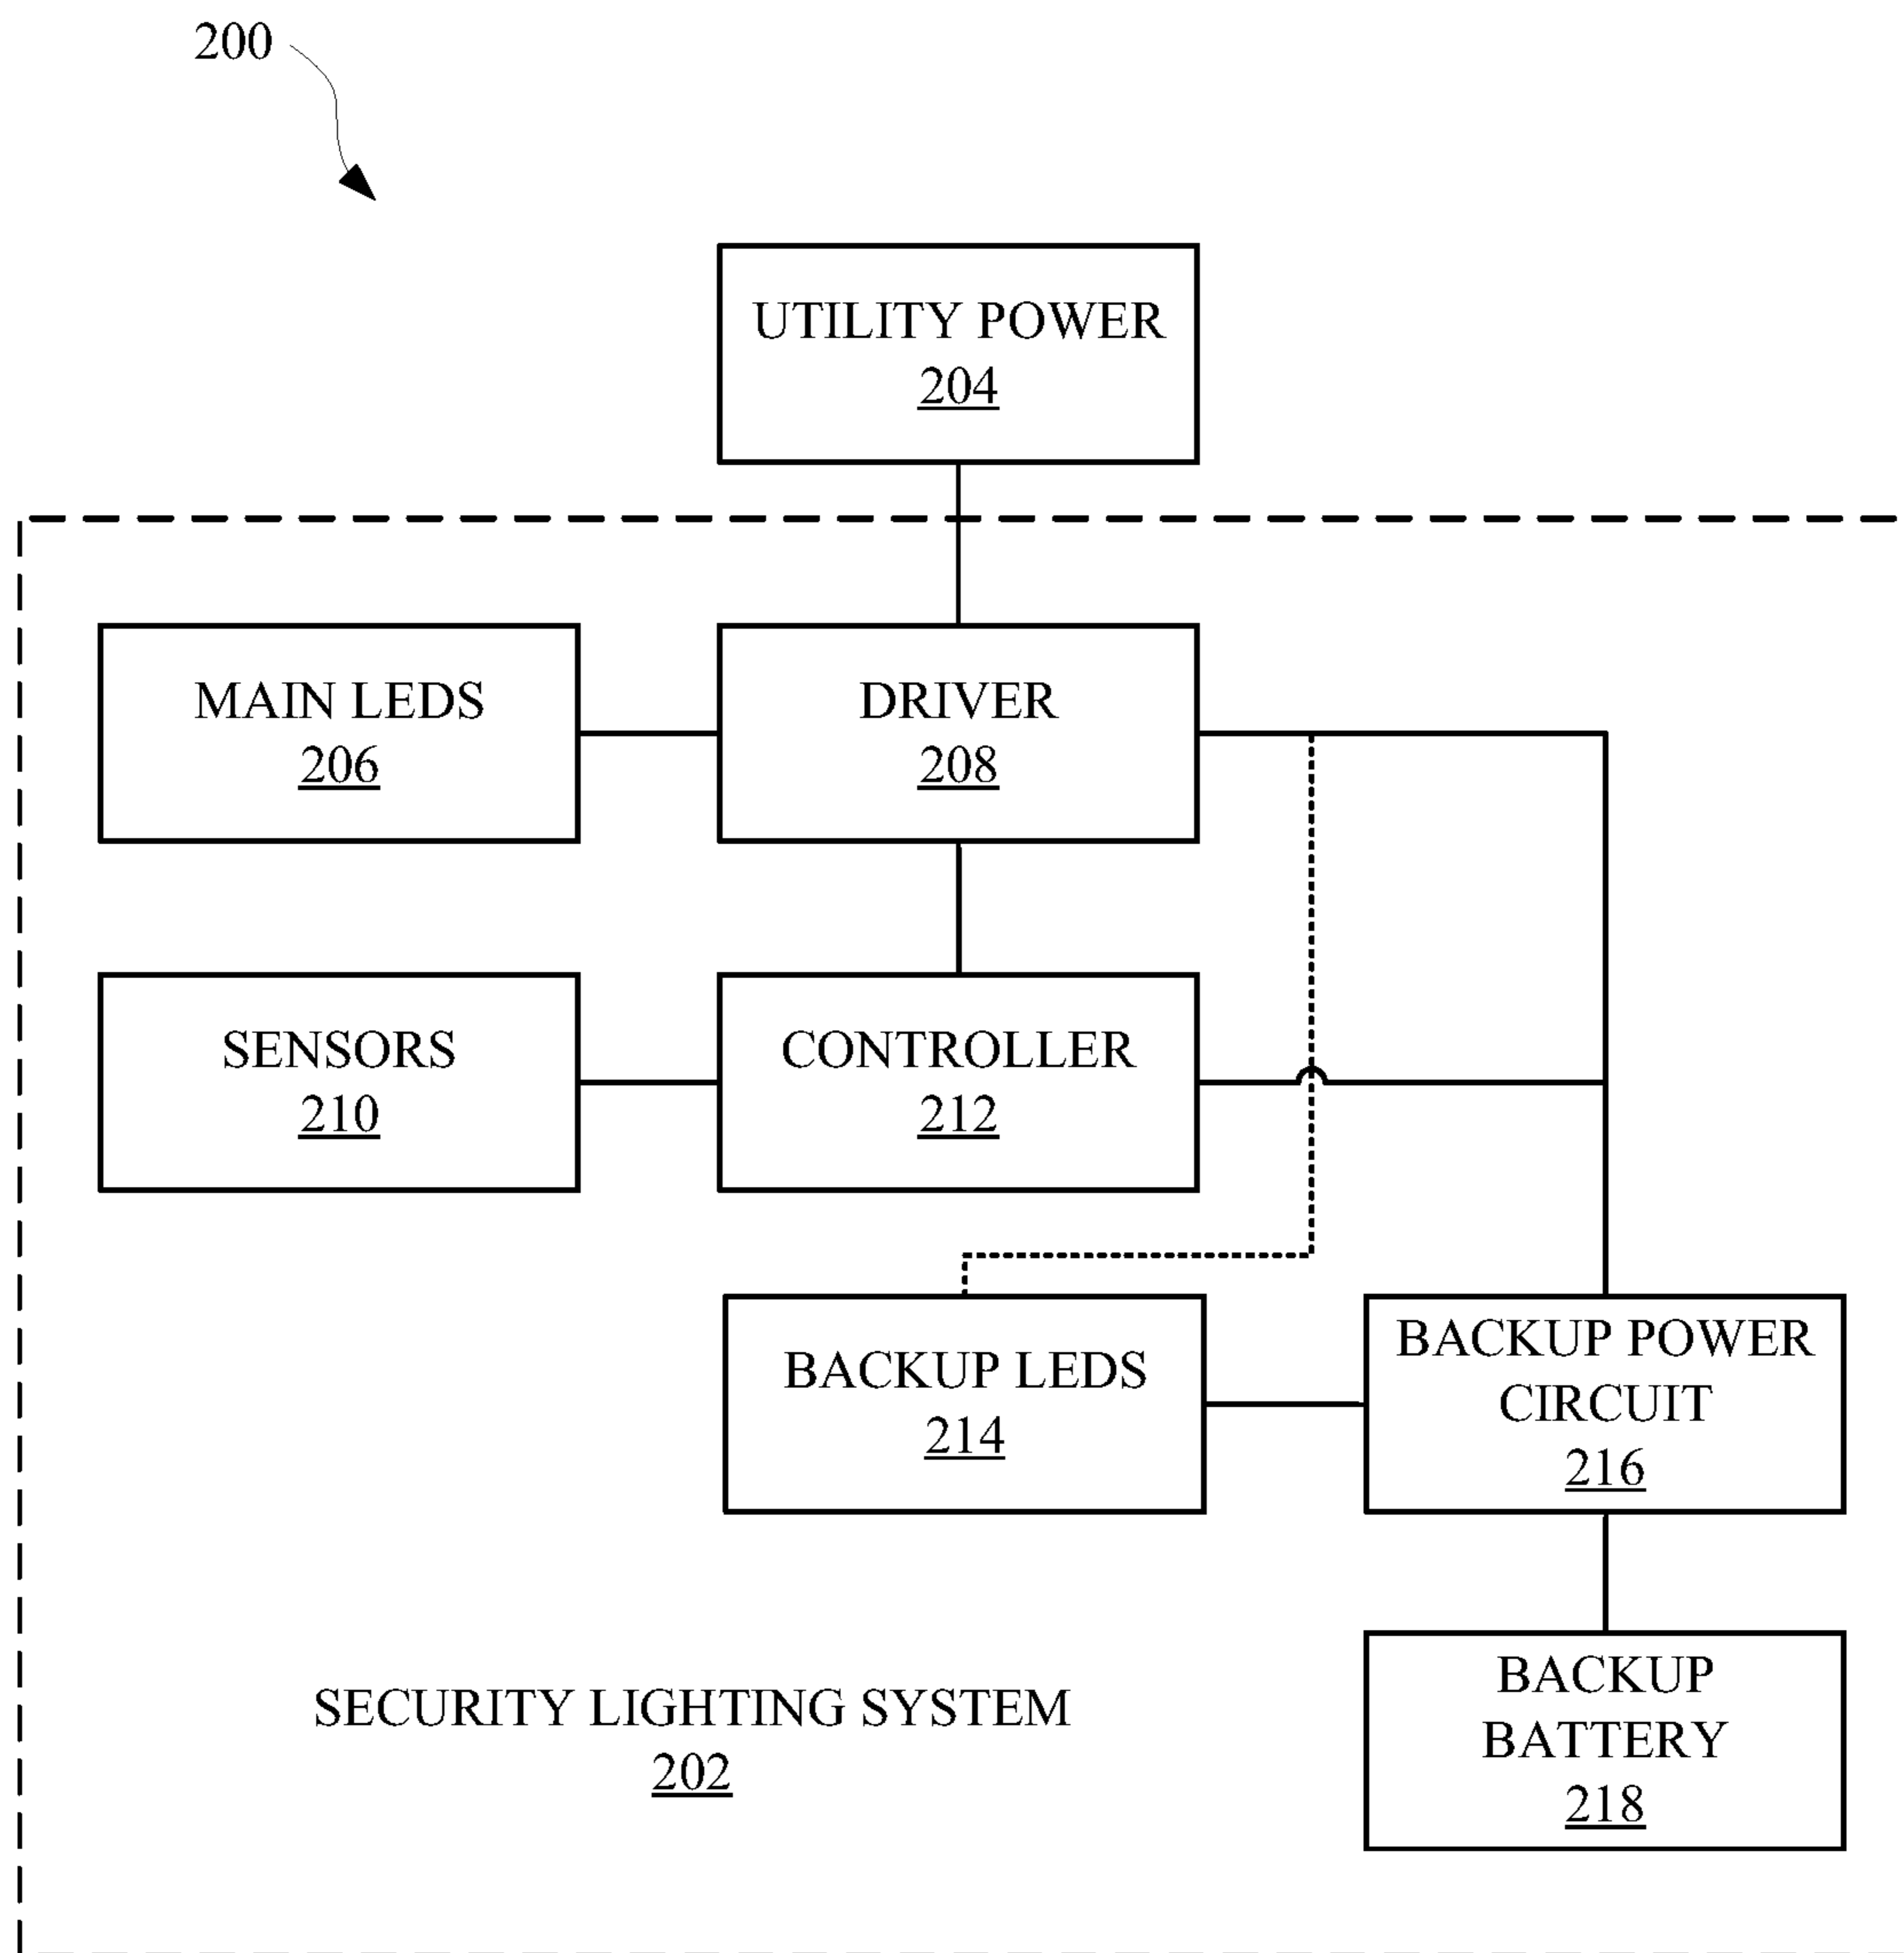 200
UTILITY POWER
204
MAIN LEDS
206
DRIVER
208
SENSORS
210
CONTROLLER
212
BACKUP LEDS
214
BACKUP POWER
CIRCUIT
216
SECURITY LIGHTING SYSTEM
202
BACKUP
BATTERY
218